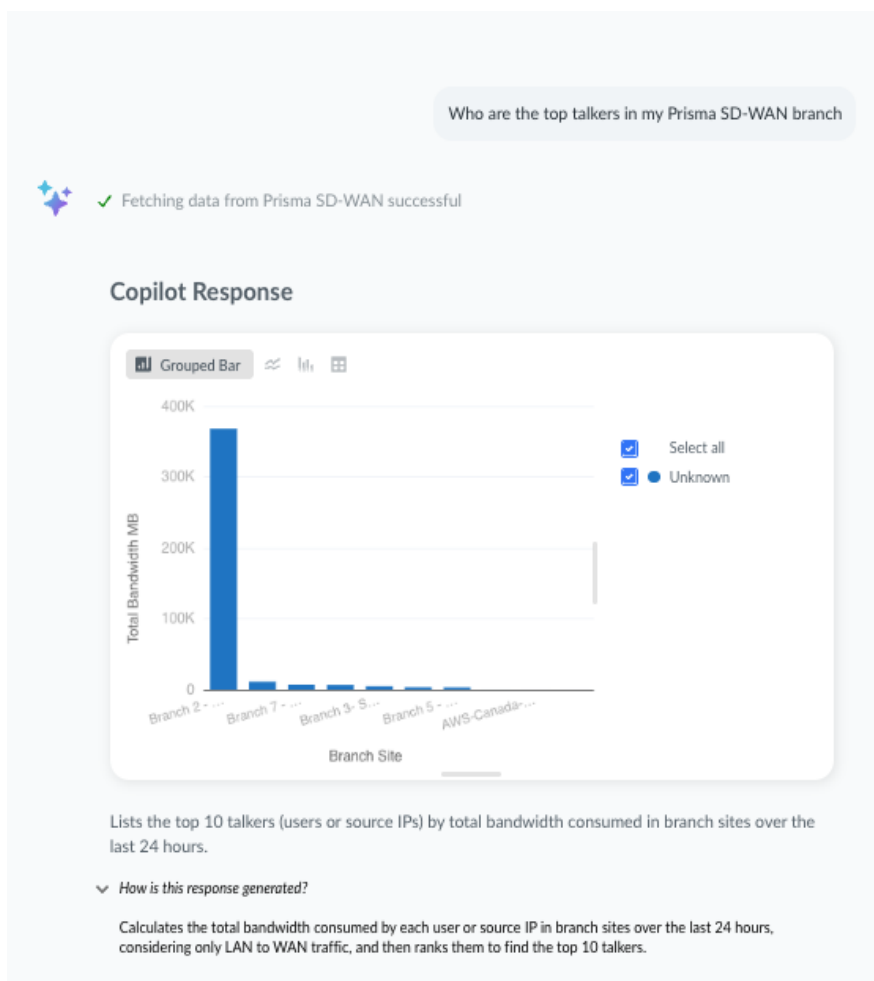 Who are the top talkers in my Prisma SD-WAN branch
Fetching data from Prisma SD-WAN successful
Copilot Response
Grouped Bar
400K
300K
200K
100K
0
Total Bandwidth MB
Branch 2 - ...
Branch 7 - ...
Branch 3- S...
Branch 5 - ...
AWS-Canada-...
Branch Site
Select all
Unknown
Lists the top 10 talkers (users or source IPs) by total bandwidth consumed in branch sites over the
last 24 hours.
How is this response generated?
Calculates the total bandwidth consumed by each user or source IP in branch sites over the last 24 hours,
considering only LAN to WAN traffic, and then ranks them to find the top 10 talkers.